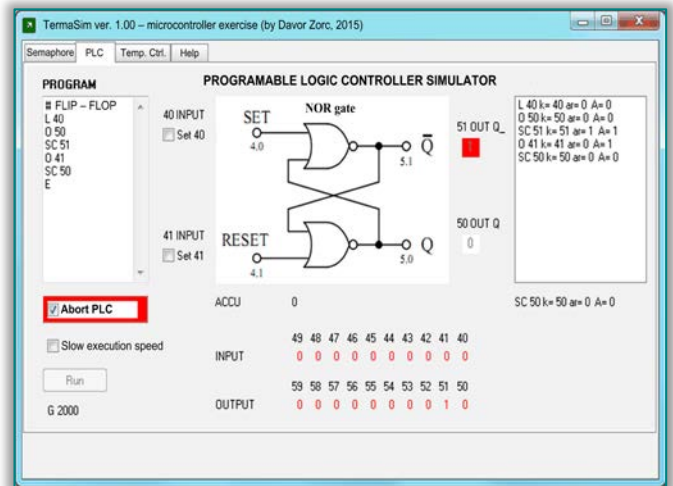 TermaSim ver. 1.00 – microcontroller exercise (by Davor Zorc, 2015)
Semaphore PLC Temp. Ctrl. Help
PROGRAM
PROGRAMABLE LOGIC CONTROLLER SIMULATOR
# FLIP – FLOP
L 40
O 50
SC 51
O 41
SC 50
E
40 INPUT
Set 40
41 INPUT
Set 41
NOR gate
SET
4,0
Q̅
5,1
RESET
4,1
Q
5,0
51 OUT Q_
1
50 OUT Q
0
L 40 k= 40 ar= 0 A= 0
O 50 k= 50 ar= 0 A= 0
SC 51 k= 51 ar= 1 A= 1
O 41 k= 41 ar= 0 A= 1
SC 50 k= 50 ar= 0 A= 0
Abort PLC
ACCU 0
SC 50 k= 50 ar= 0 A= 0
Slow execution speed
49 48 47 46 45 44 43 42 41 40
INPUT 0 0 0 0 0 0 0 0 0 0
Run
59 58 57 56 55 54 53 52 51 50
OUTPUT 0 0 0 0 0 0 0 0 1 0
G 2000